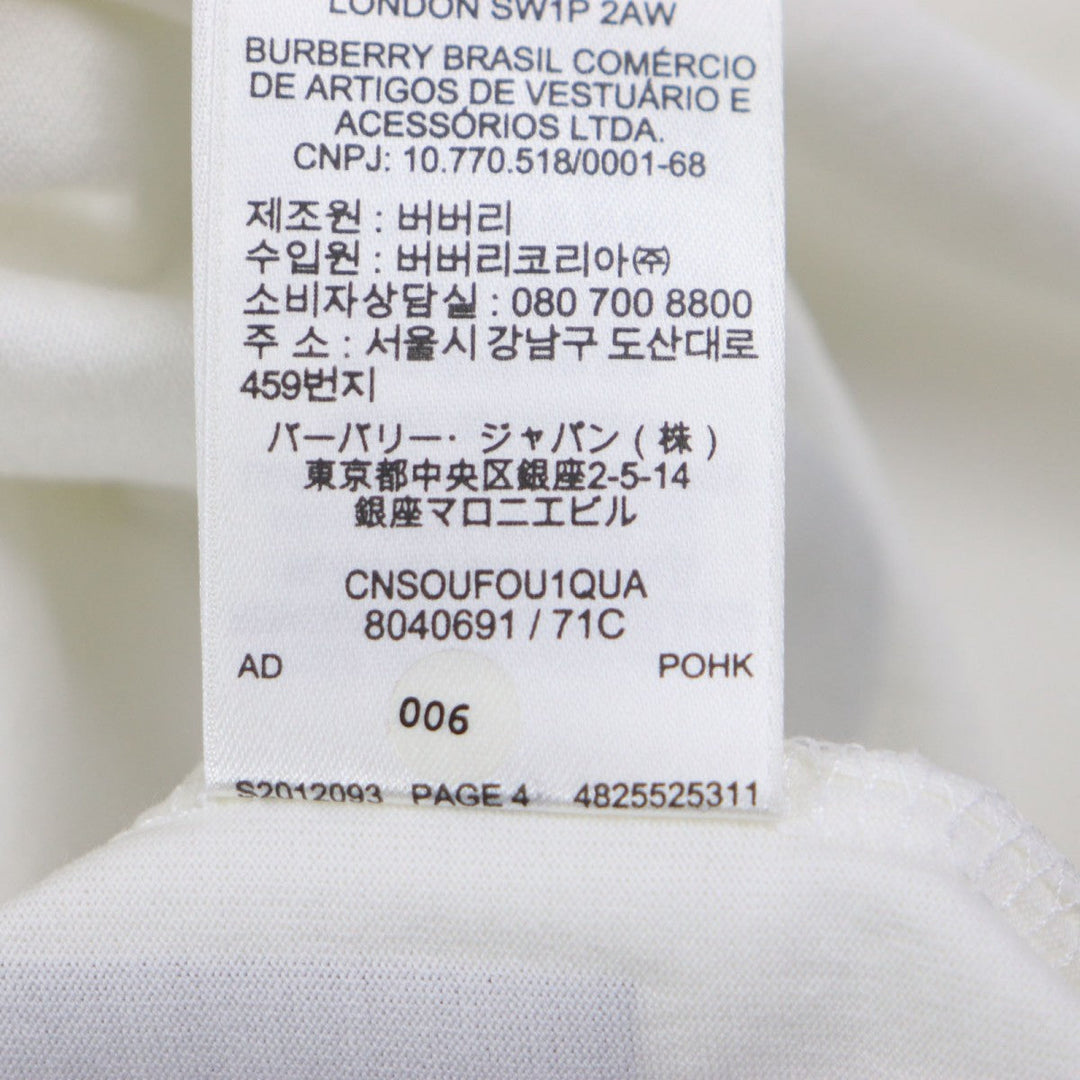 LONDON SW1P 2AW
BURBERRY BRASIL COMÉRCIO
DE ARTIGOS DE VESTUÁRIO E
ACESSÓRIOS LTDA.
CNPJ: 10.770.518/0001-68
제조원 : 버버리
수입원 : 버버리코리아㈜
소비자상담실 : 080 700 8800
주 소 : 서울시 강남구 도산대로
459번지
バーバリー・ジャパン ( 株 )
東京都中央区銀座2-5-14
銀座マロニエビル
CNSOUFOU1QUA
8040691 / 71C
AD POHK
006
S2012093 PAGE 4 4825525311